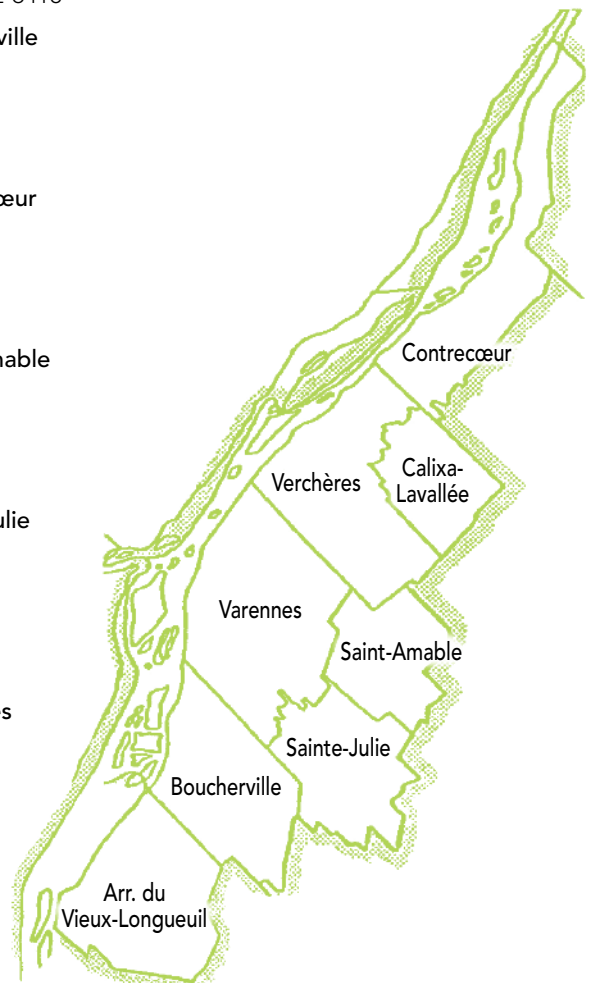 ville
œur
nable
ulie
s
Contrecœur
Calixa-
Lavallée
Verchères
Varennes
Saint-Amable
Sainte-Julie
Boucherville
Arr. du
Vieux-Longueuil